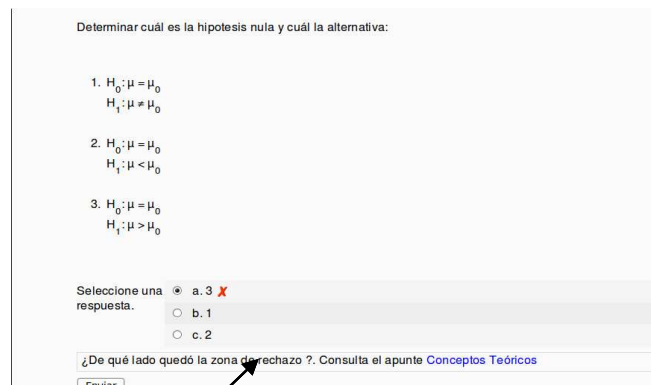 Determinar cuál es la hipotesis nula y cuál la alternativa:
1. H₀: μ = μ₀
H₁: μ ≠ μ₀
2. H₀: μ = μ₀
H₁: μ < μ₀
3. H₀: μ = μ₀
H₁: μ > μ₀
Seleccione una respuesta.
a. 3 ✗
b. 1
c. 2
¿De qué lado quedó la zona de rechazo ?. Consulta el apunte Conceptos Teóricos
Enviar